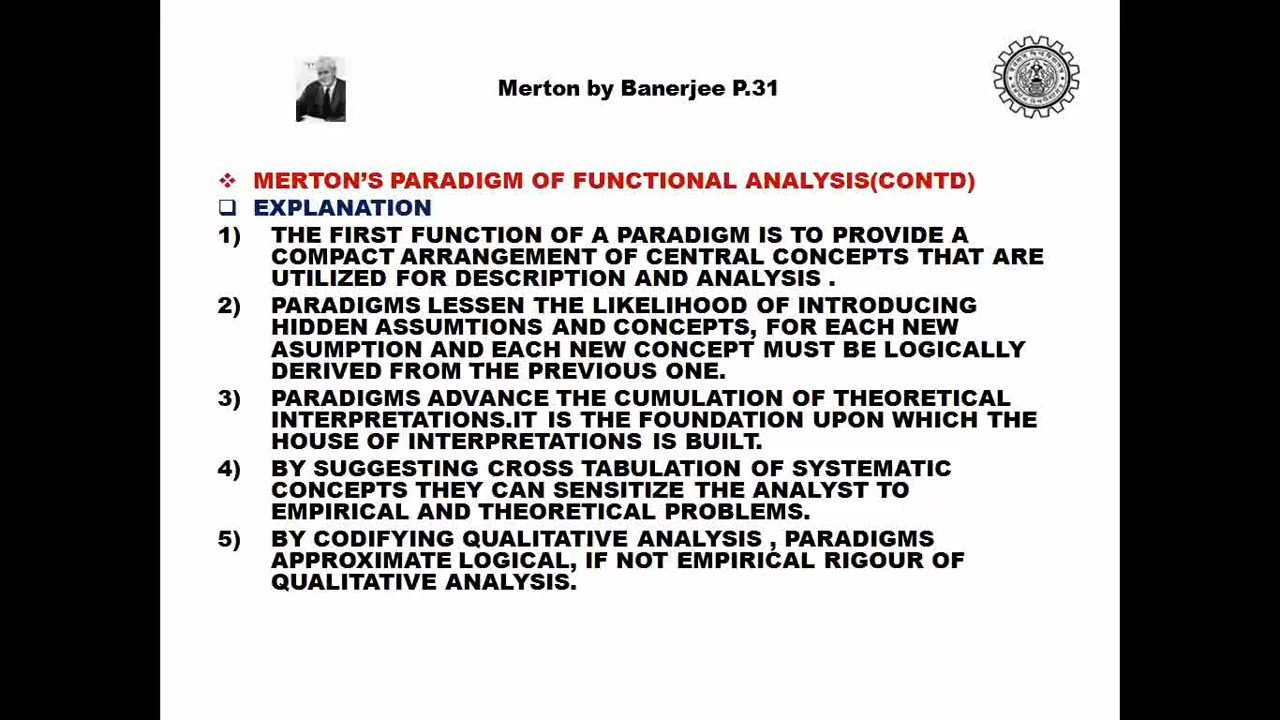 Merton by Banerjee P.31
❖ MERTON'S PARADIGM OF FUNCTIONAL ANALYSIS(CONTD)
❑ EXPLANATION
1) THE FIRST FUNCTION OF A PARADIGM IS TO PROVIDE A
COMPACT ARRANGEMENT OF CENTRAL CONCEPTS THAT ARE
UTILIZED FOR DESCRIPTION AND ANALYSIS .
2) PARADIGMS LESSEN THE LIKELIHOOD OF INTRODUCING
HIDDEN ASSUMTIONS AND CONCEPTS, FOR EACH NEW
ASUMPTION AND EACH NEW CONCEPT MUST BE LOGICALLY
DERIVED FROM THE PREVIOUS ONE.
3) PARADIGMS ADVANCE THE CUMULATION OF THEORETICAL
INTERPRETATIONS.IT IS THE FOUNDATION UPON WHICH THE
HOUSE OF INTERPRETATIONS IS BUILT.
4) BY SUGGESTING CROSS TABULATION OF SYSTEMATIC
CONCEPTS THEY CAN SENSITIZE THE ANALYST TO
EMPIRICAL AND THEORETICAL PROBLEMS.
5) BY CODIFYING QUALITATIVE ANALYSIS , PARADIGMS
APPROXIMATE LOGICAL, IF NOT EMPIRICAL RIGOUR OF
QUALITATIVE ANALYSIS.